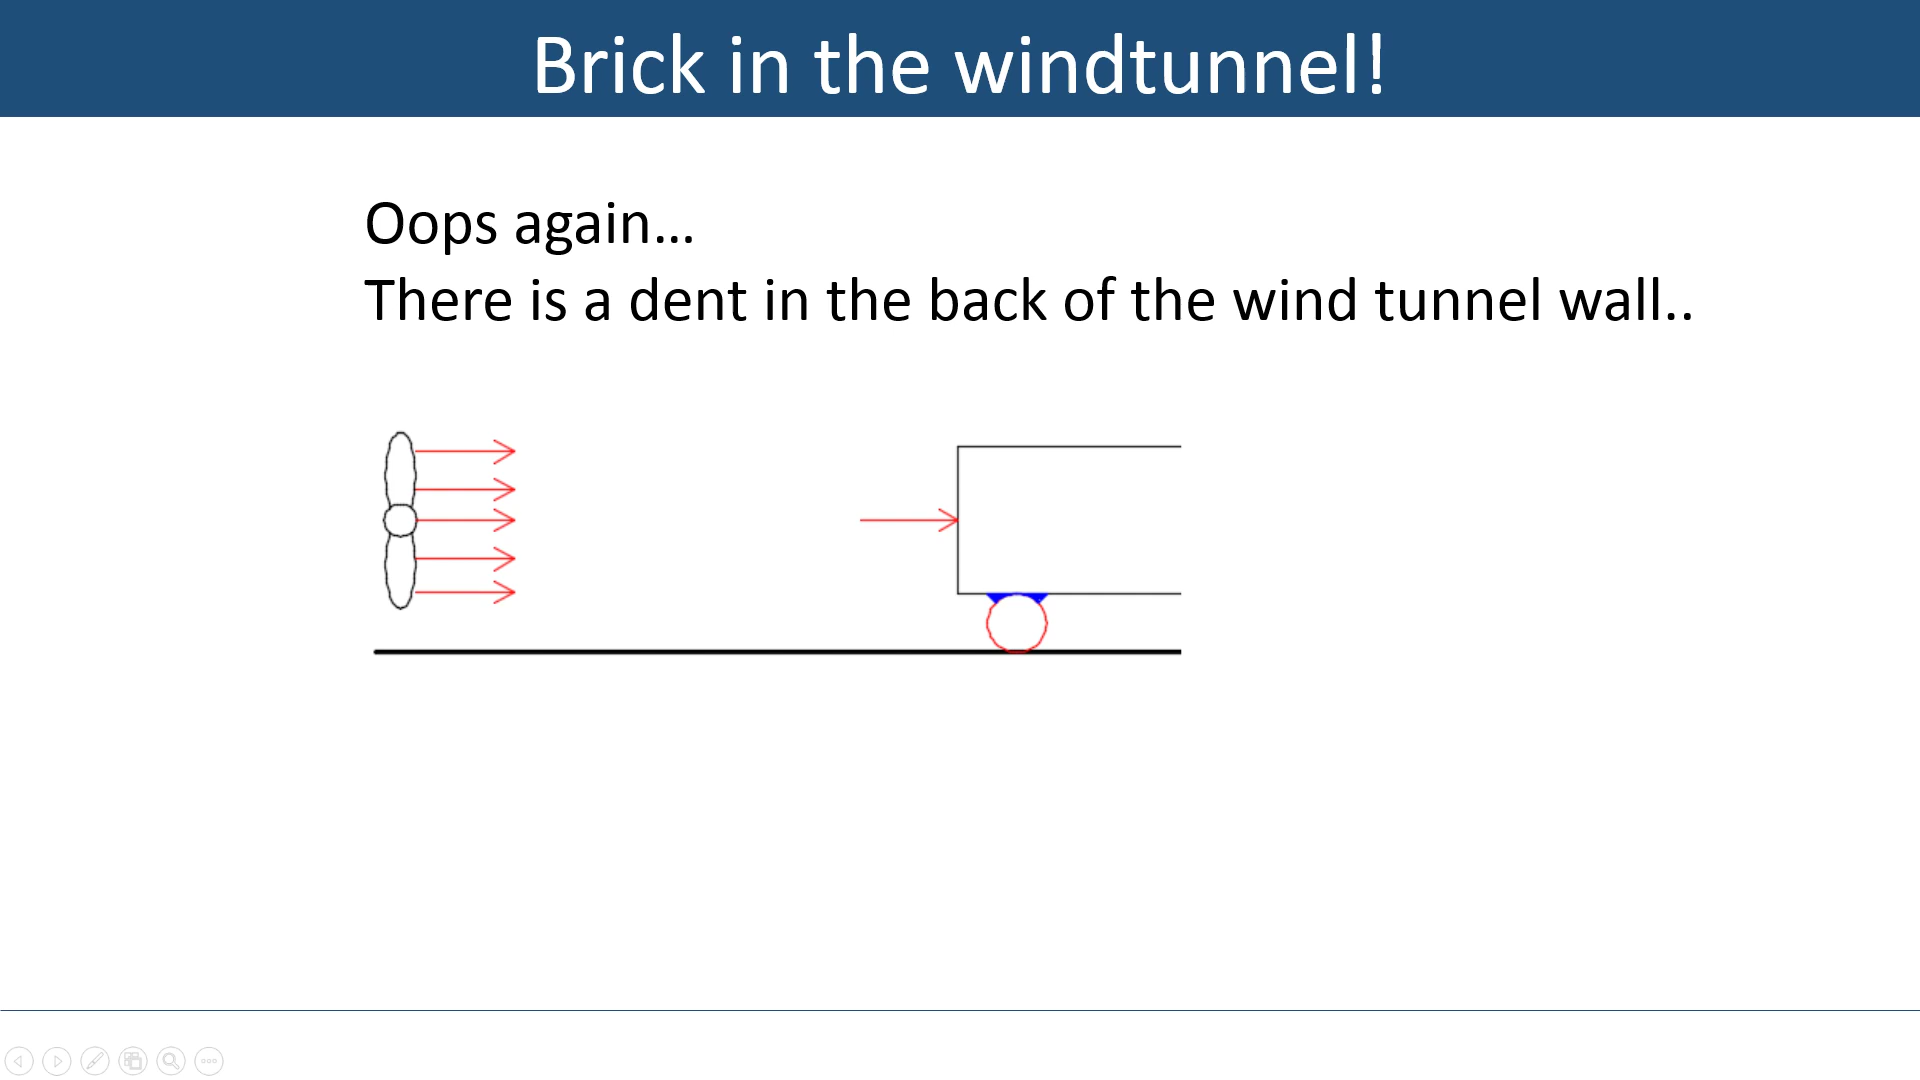 Brick in the windtunnel!
Oops again...
There is a dent in the back of the wind tunnel wall..